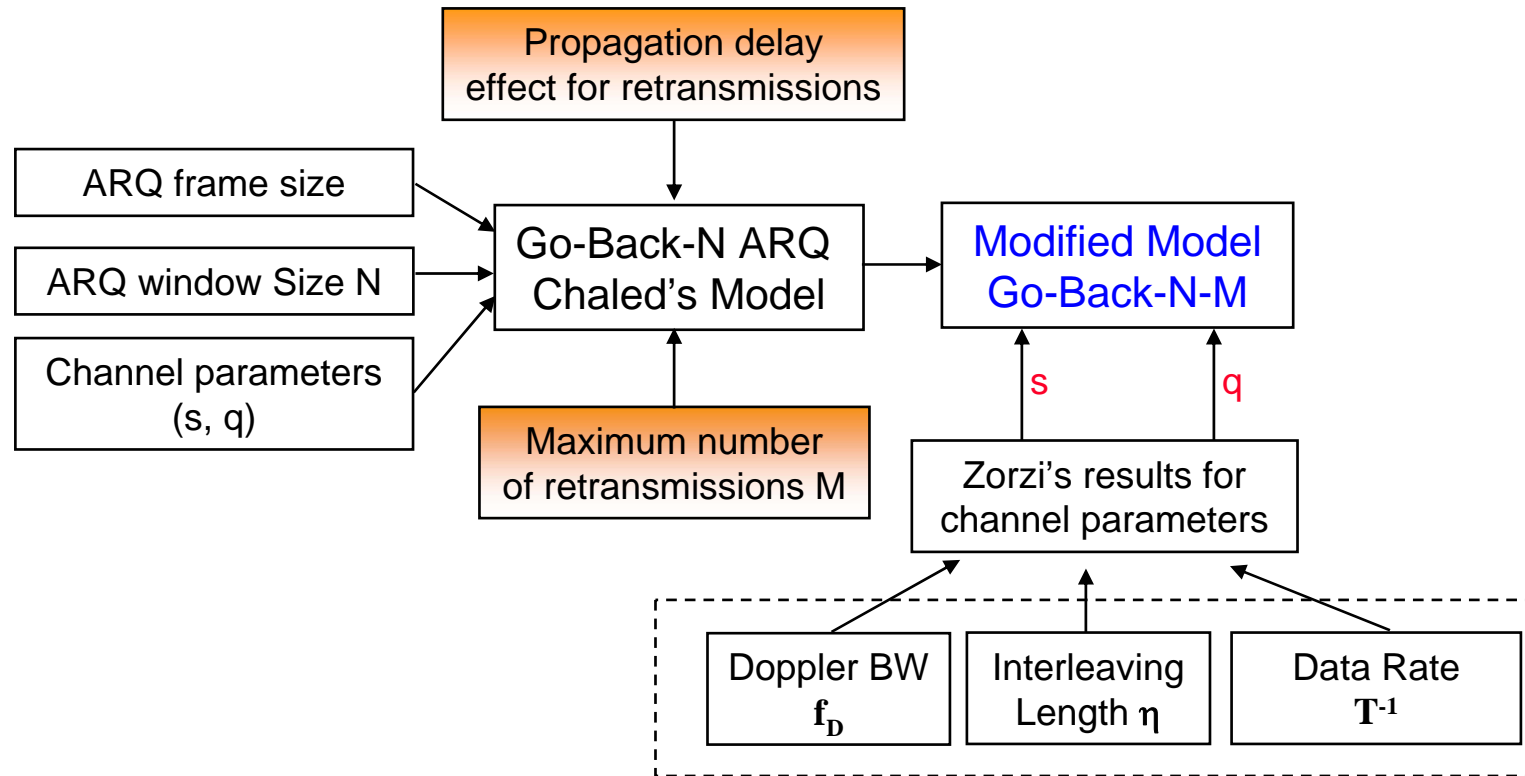 Propagation delay
effect for retransmissions
ARQ frame size
ARQ window Size N
Channel parameters
(s, q)
Go-Back-N ARQ
Chaled's Model
Modified Model
Go-Back-N-M
Maximum number
of retransmissions M
s
q
Zorzi's results for
channel parameters
Doppler BW
f_D
Interleaving
Length η
Data Rate
T⁻¹